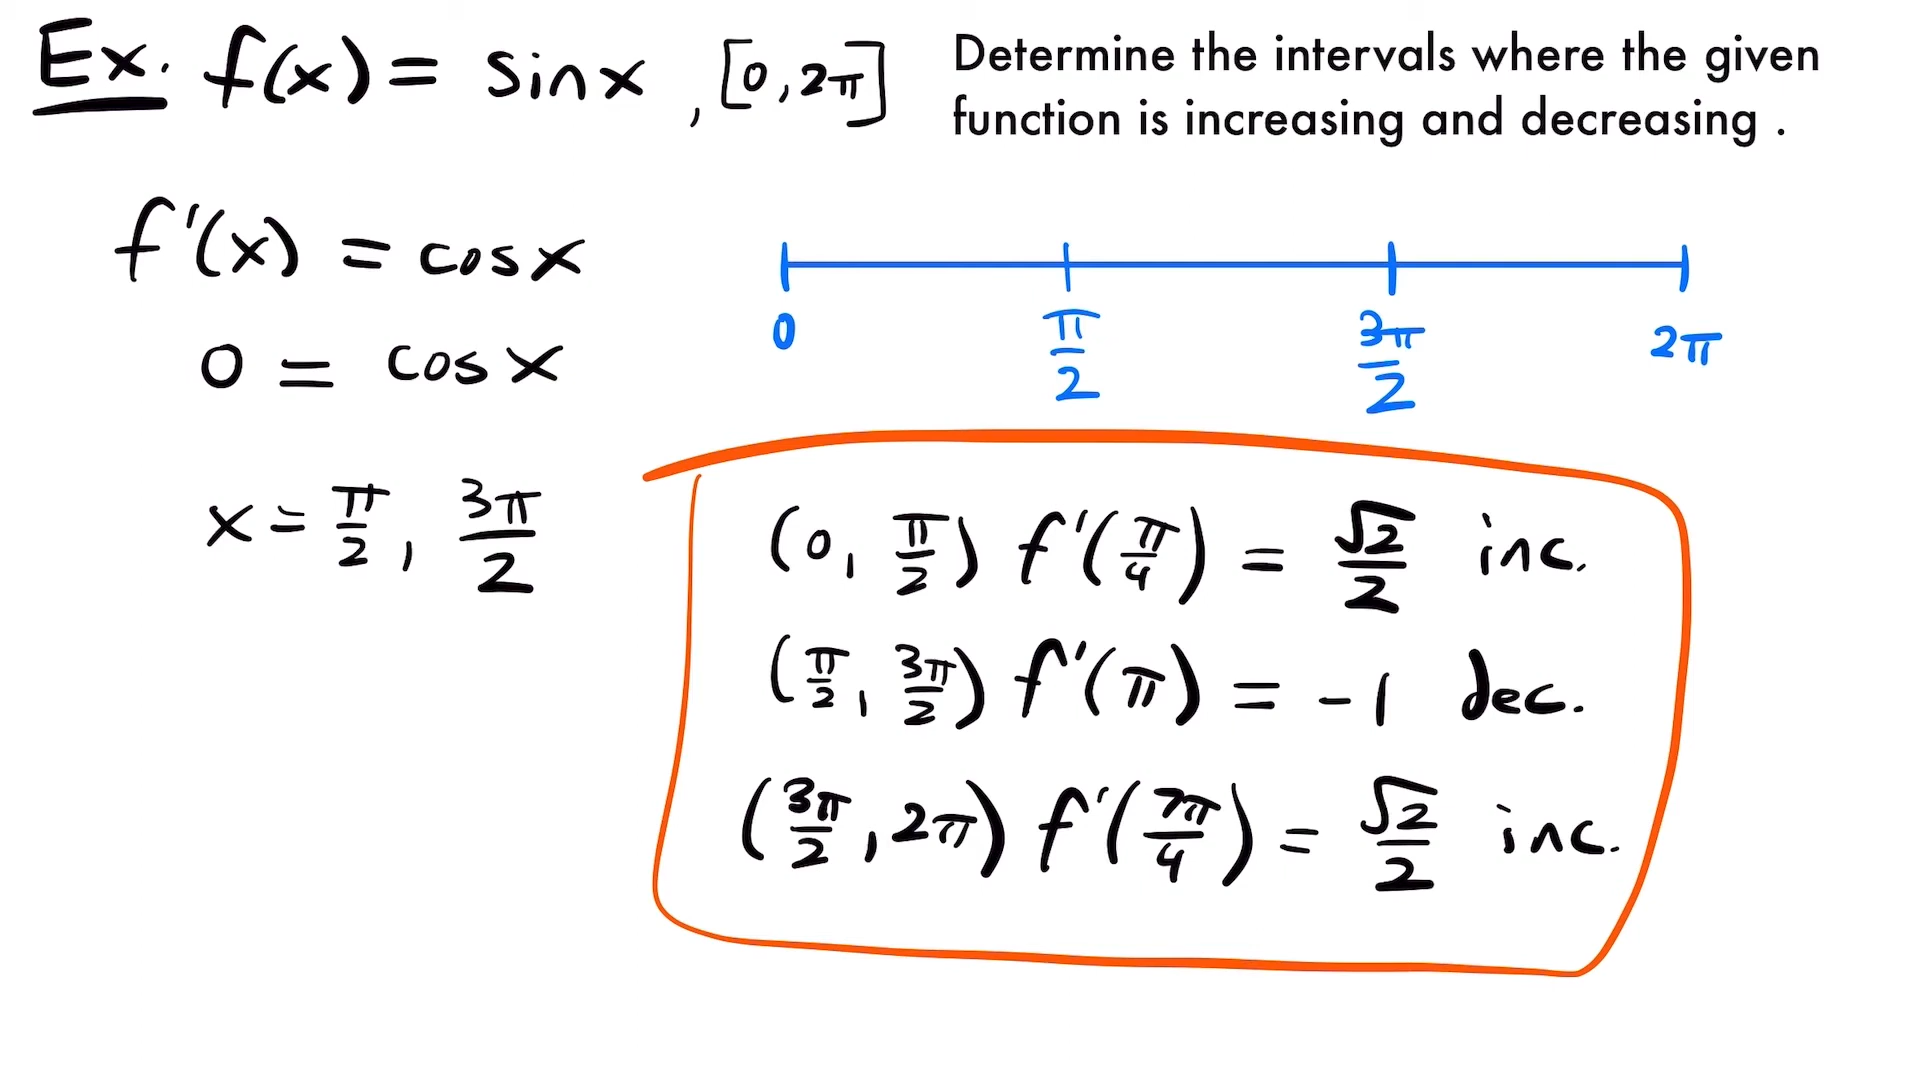 Ex. f(x) = sin x , [0, 2π]
Determine the intervals where the given
function is increasing and decreasing .
f'(x) = cos x
0 = cos x
x = π/2, 3π/2
0 π/2 3π/2 2π
(0, π/2) f'(π/4) = √2/2 inc.
(π/2, 3π/2) f'(π) = -1 dec.
(3π/2, 2π) f'(7π/4) = √2/2 inc.